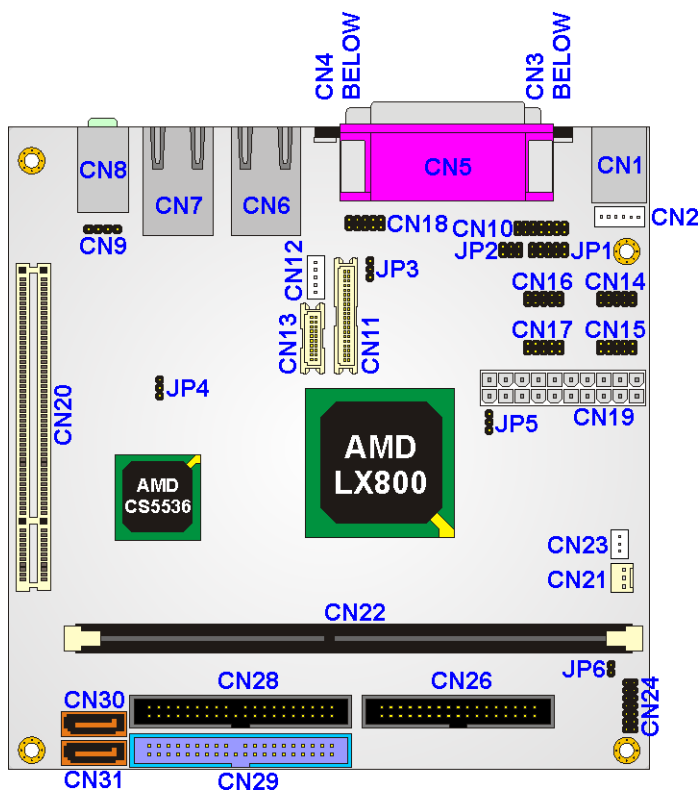 CN4
BELOW
CN3
BELOW
CN8
CN7
CN6
CN5
CN1
CN2
CN9
CN18
CN10
JP2
JP1
CN12
JP3
CN16
CN14
CN13
CN11
CN17
CN15
CN20
JP4
CN19
JP5
AMD
LX800
AMD
CS5536
CN23
CN21
CN22
JP6
CN30
CN28
CN26
CN24
CN31
CN29